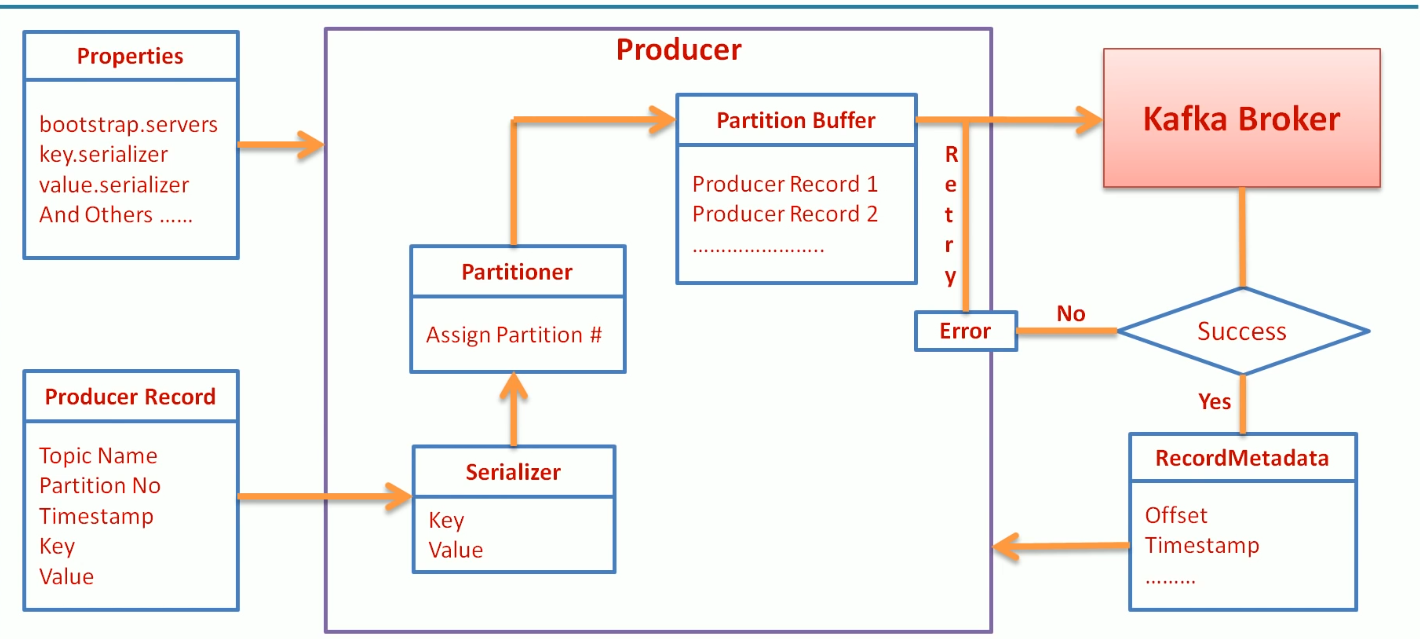 Properties
bootstrap.servers
key.serializer
value.serializer
And Others ......
Producer Record
Topic Name
Partition No
Timestamp
Key
Value
Producer
Serializer
Key
Value
Partitioner
Assign Partition #
Partition Buffer
Producer Record 1
Producer Record 2
........................
Retry
Error
Kafka Broker
Success
No
Yes
RecordMetadata
Offset
Timestamp
.........